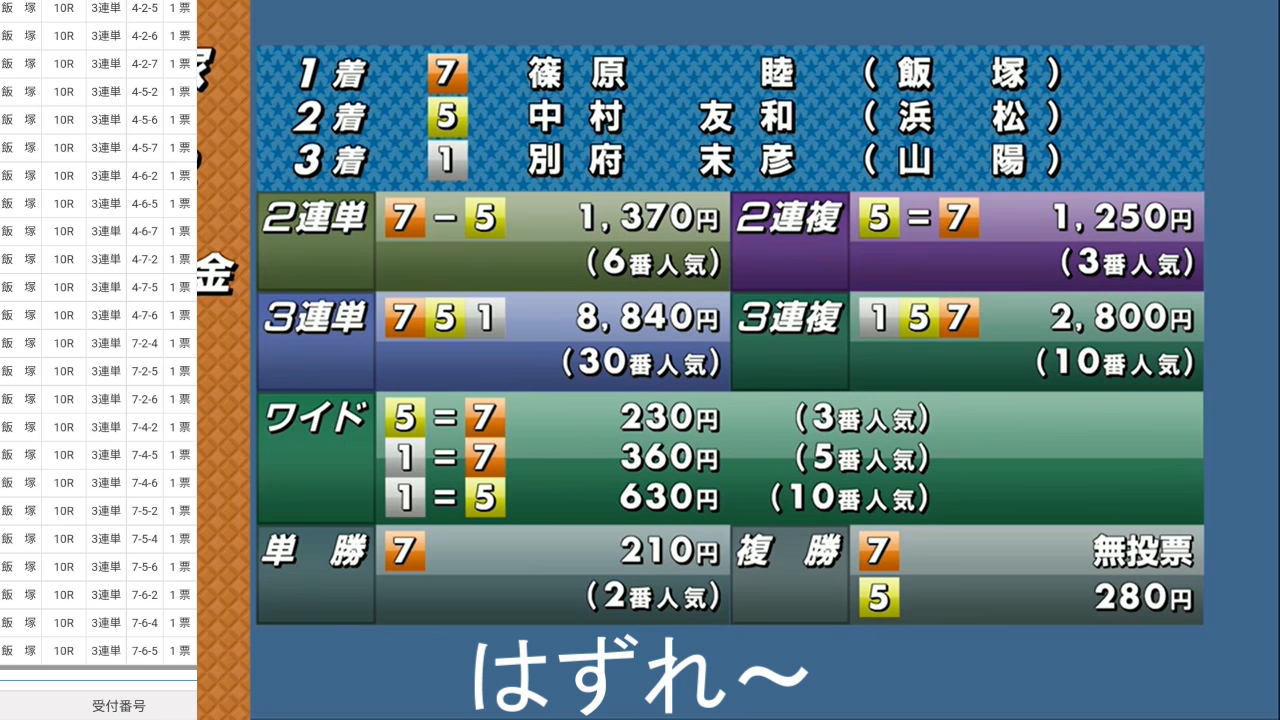 飯 塚 10R 3連単 4-2-5 1票
飯 塚 10R 3連単 4-2-6 1票
飯 塚 10R 3連単 4-2-7 1票
飯 塚 10R 3連単 4-5-2 1票
飯 塚 10R 3連単 4-5-6 1票
飯 塚 10R 3連単 4-5-7 1票
飯 塚 10R 3連単 4-6-2 1票
飯 塚 10R 3連単 4-6-5 1票
飯 塚 10R 3連単 4-6-7 1票
飯 塚 10R 3連単 4-7-2 1票
飯 塚 10R 3連単 4-7-5 1票
飯 塚 10R 3連単 4-7-6 1票
飯 塚 10R 3連単 7-2-4 1票
飯 塚 10R 3連単 7-2-5 1票
飯 塚 10R 3連単 7-2-6 1票
飯 塚 10R 3連単 7-4-2 1票
飯 塚 10R 3連単 7-4-5 1票
飯 塚 10R 3連単 7-4-6 1票
飯 塚 10R 3連単 7-5-2 1票
飯 塚 10R 3連単 7-5-4 1票
飯 塚 10R 3連単 7-5-6 1票
飯 塚 10R 3連単 7-6-2 1票
飯 塚 10R 3連単 7-6-4 1票
飯 塚 10R 3連単 7-6-5 1票
受付番号
金
1着 7 篠原 睦 (飯 塚)
2着 5 中村 友和 (浜 松)
3着 1 別府 末彦 (山 陽)
2連単 7-5 1,370円
(6番人気)
2連複 5=7 1,250円
(3番人気)
3連単 7 5 1 8,840円
(30番人気)
3連複 1 5 7 2,800円
(10番人気)
ワイド 5=7 230円 (3番人気)
1=7 360円 (5番人気)
1=5 630円 (10番人気)
単 勝 7 210円
(2番人気)
複 勝 7 無投票
5 280円
はずれ～